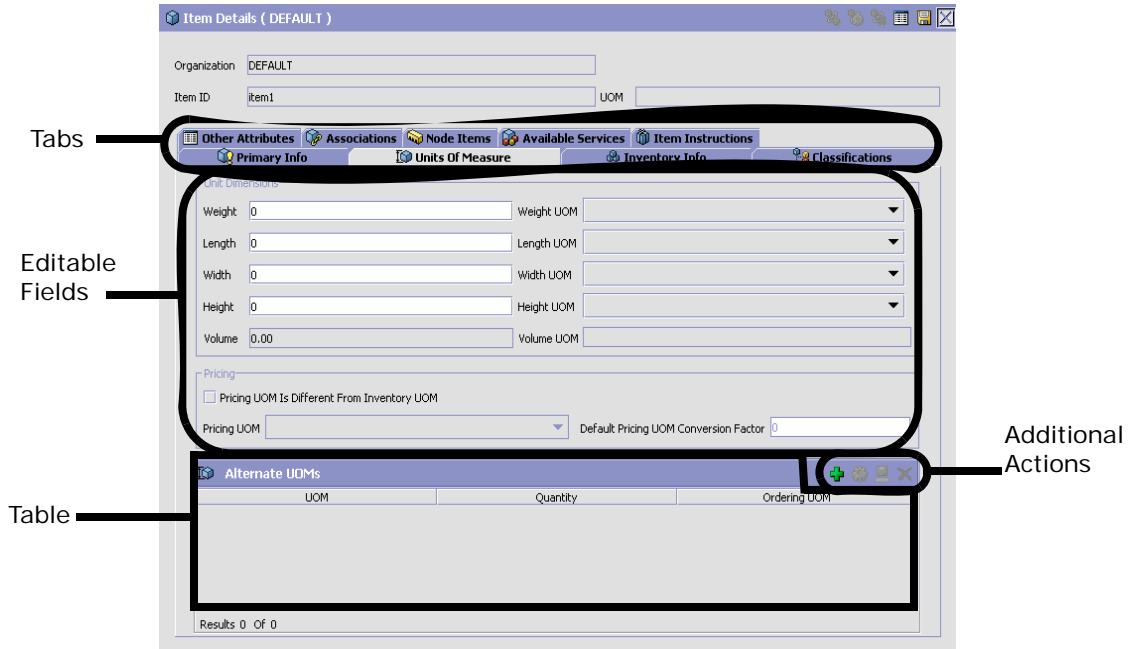 Item Details ( DEFAULT )
Organization DEFAULT
Item ID item1 UOM
Tabs
Other Attributes Associations Node Items Available Services Item Instructions
Primary Info Units Of Measure Inventory Info Classifications
Unit Dimensions
Weight 0 Weight UOM
Length 0 Length UOM
Editable
Fields
Width 0 Width UOM
Height 0 Height UOM
Volume 0.00 Volume UOM
Pricing
Pricing UOM Is Different From Inventory UOM
Pricing UOM Default Pricing UOM Conversion Factor 0
Additional
Actions
Alternate UOMs
UOM Quantity Ordering UOM
Table
Results 0 Of 0